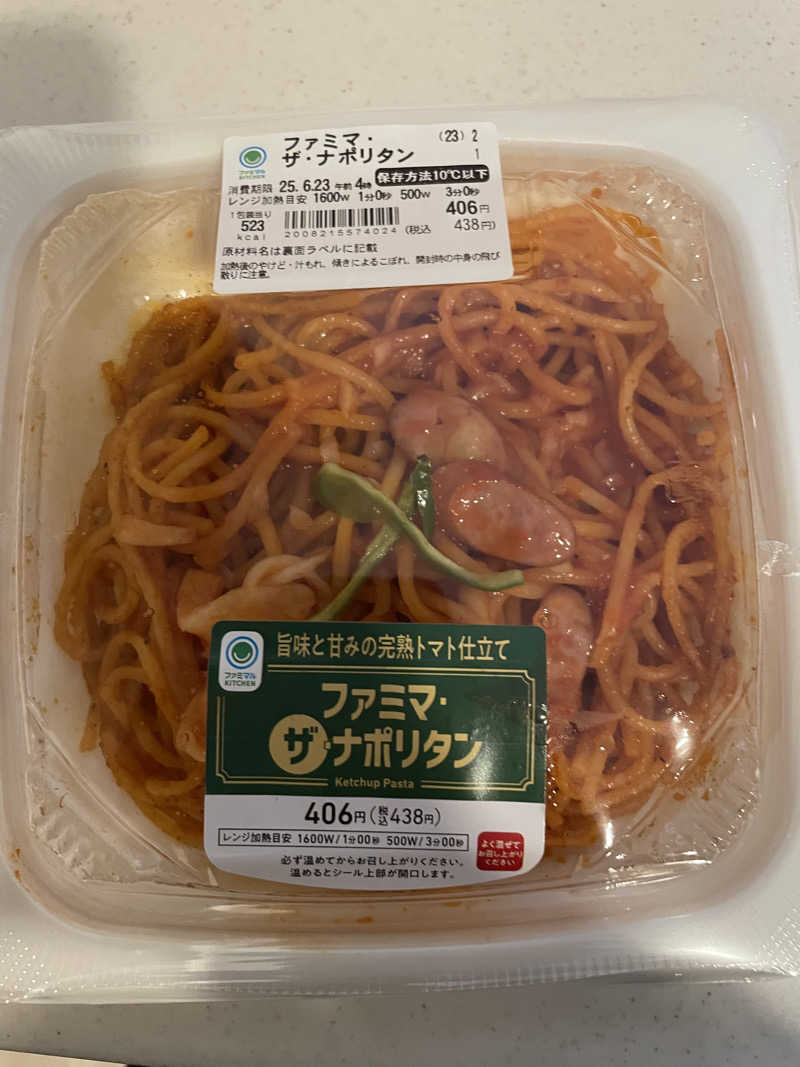 ファミマ・
ザ・ナポリタン
(23) 2
1
ファミマル
KITCHEN
消費期限 25. 6.23 午前 4時
保存方法10℃以下
レンジ加熱目安 1600w 1分0秒 500w 3分0秒
1包装当り
523
kcal
2008215574024
406円
(税込 438円)
原材料名は裏面ラベルに記載
加熱後のやけど・汁もれ、傾きによるこぼれ、開封時の中身の飛び
散りに注意。
ファミマル
KITCHEN
旨味と甘みの完熟トマト仕立て
ファミマ・
ザ・ナポリタン
Ketchup Pasta
406円(税込438円)
レンジ加熱目安 1600W/1分00秒 500W/3分00秒
必ず温めてからお召し上がりください。
温めるとシール上部が開口します。
よく混ぜて
お召し上がり
ください